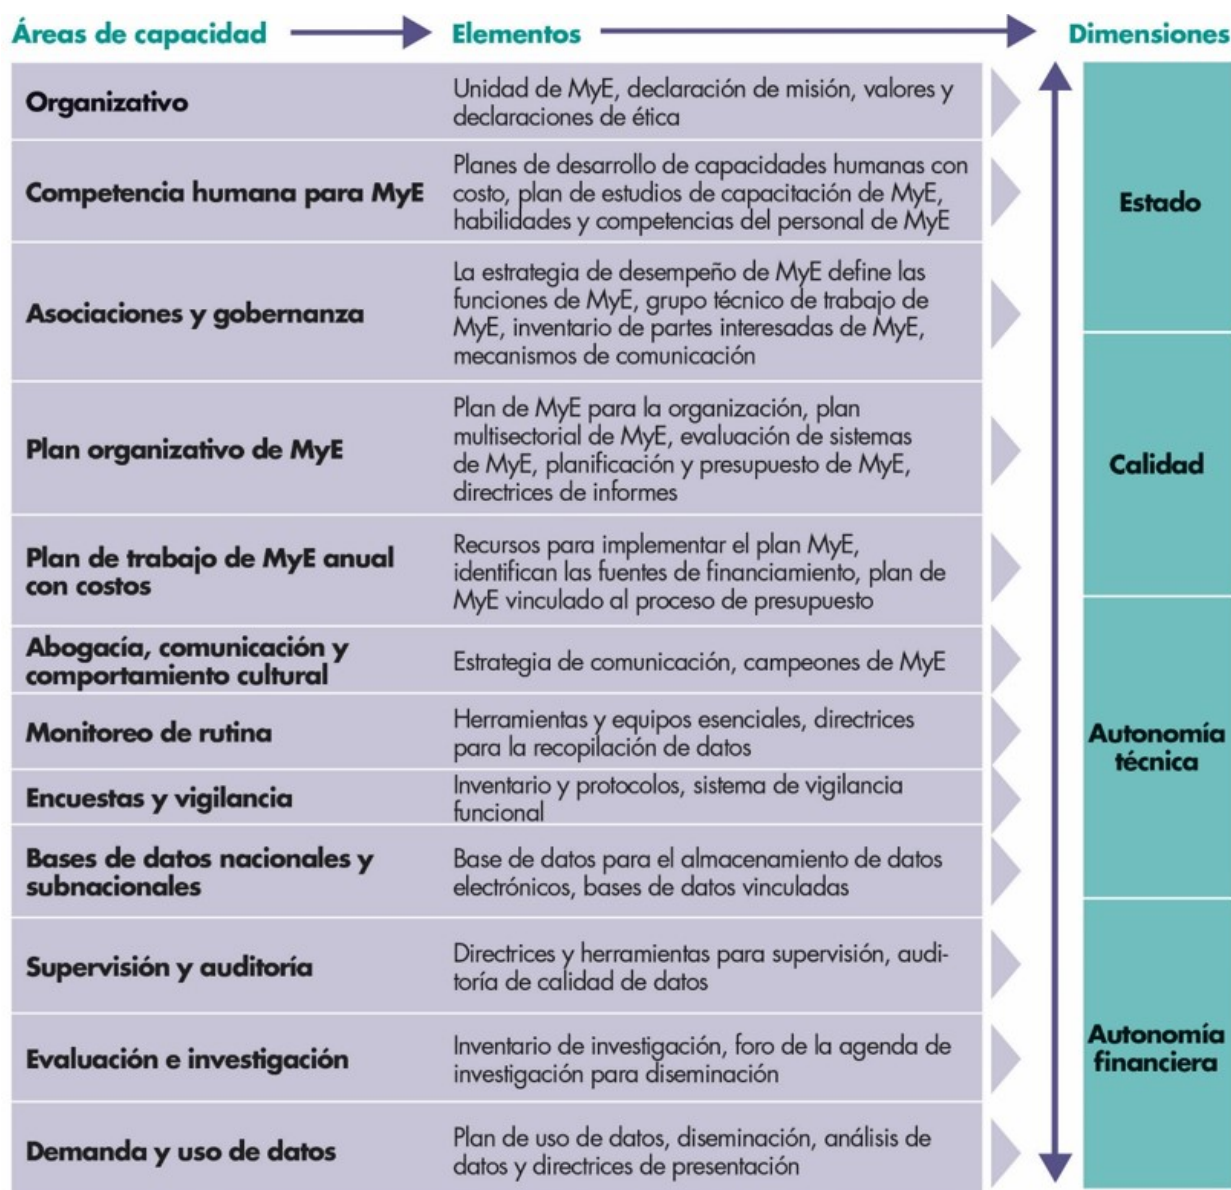 Áreas de capacidad
Elementos
Dimensiones
Organizativo
Unidad de MyE, declaración de misión, valores y
declaraciones de ética
Competencia humana para MyE
Planes de desarrollo de capacidades humanas con
costo, plan de estudios de capacitación de MyE,
habilidades y competencias del personal de MyE
Asociaciones y gobernanza
La estrategia de desempeño de MyE define las
funciones de MyE, grupo técnico de trabajo de
MyE, inventario de partes interesadas de MyE,
mecanismos de comunicación
Plan organizativo de MyE
Plan de MyE para la organización, plan
multisectorial de MyE, evaluación de sistemas
de MyE, planificación y presupuesto de MyE,
directrices de informes
Plan de trabajo de MyE anual
con costos
Recursos para implementar el plan MyE,
identifican las fuentes de financiamiento, plan de
MyE vinculado al proceso de presupuesto
Abogacía, comunicación y
comportamiento cultural
Estrategia de comunicación, campeones de MyE
Monitoreo de rutina
Herramientas y equipos esenciales, directrices
para la recopilación de datos
Encuestas y vigilancia
Inventario y protocolos, sistema de vigilancia
funcional
Bases de datos nacionales y
subnacionales
Base de datos para el almacenamiento de datos
electrónicos, bases de datos vinculadas
Supervisión y auditoría
Directrices y herramientas para supervisión, audi-
toría de calidad de datos
Evaluación e investigación
Inventario de investigación, foro de la agenda de
investigación para diseminación
Demanda y uso de datos
Plan de uso de datos, diseminación, análisis de
datos y directrices de presentación
Estado
Calidad
Autonomía
técnica
Autonomía
financiera